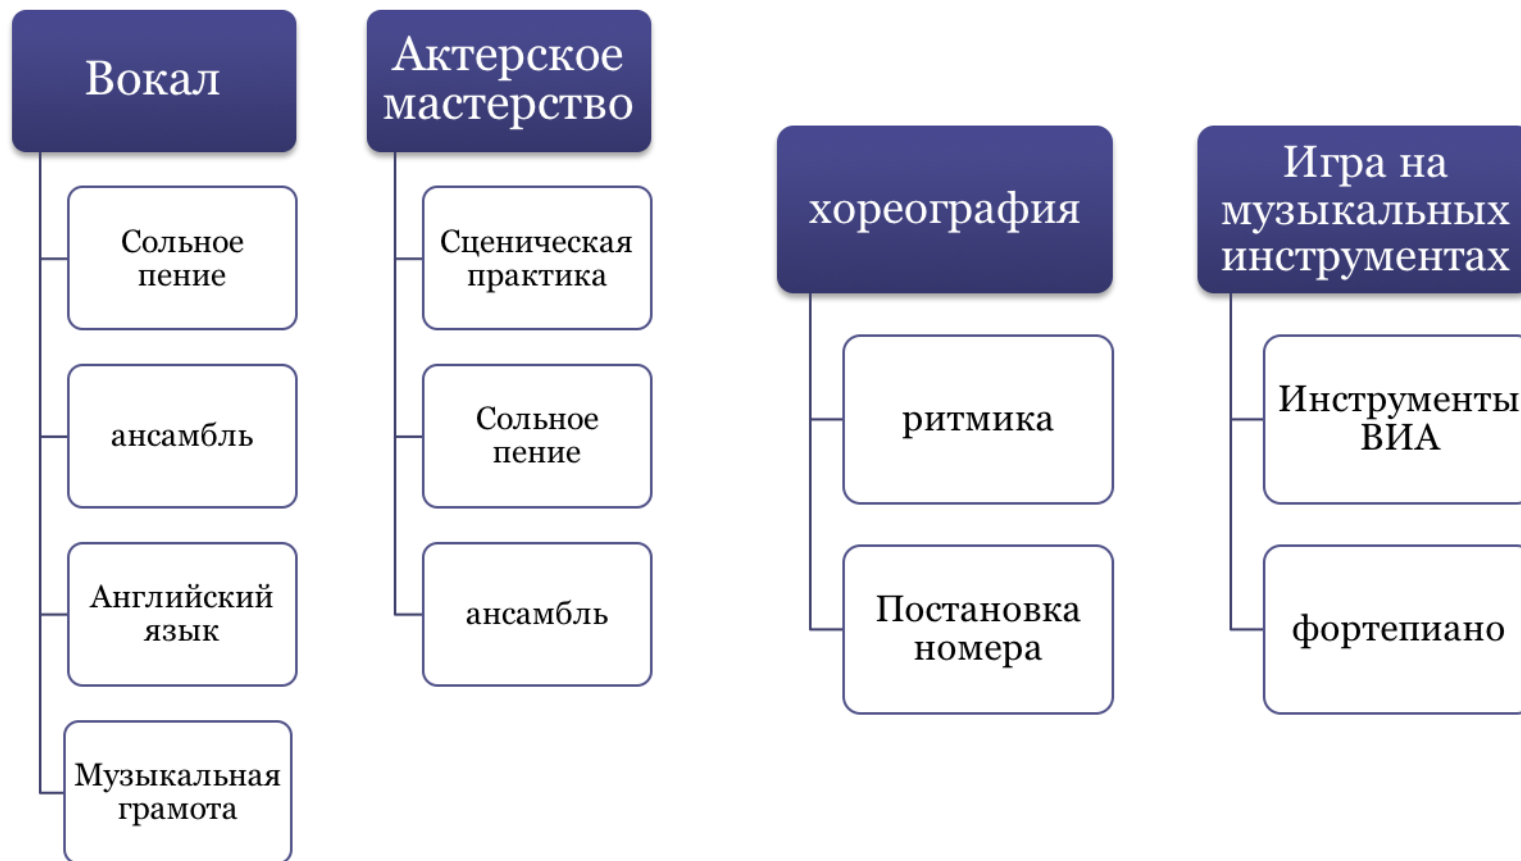 Вокал
Сольное
пение
ансамбль
Английский
язык
Музыкальная
грамота
Актерское
мастерство
Сценическая
практика
Сольное
пение
ансамбль
хореография
ритмика
Постановка
номера
Игра на
музыкальных
инструментах
Инструменты
ВИА
фортепиано